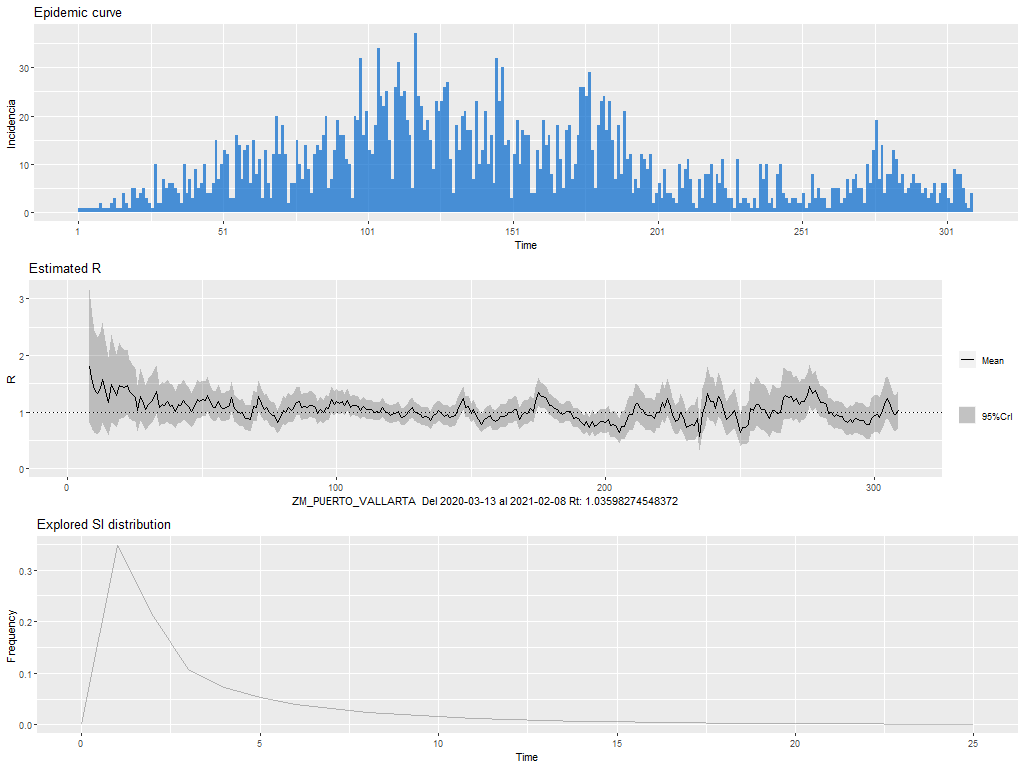 Epidemic curve
Incidencia
30
20
10
0
1 51 101 151 201 251 301
Time
Estimated R
R
3
2
1
0
0 100 200 300
ZM_PUERTO_VALLARTA Del 2020-03-13 al 2021-02-08 Rt: 1.03598274548372
Mean
95%CrI
Explored SI distribution
Frequency
0.3
0.2
0.1
0.0
0 5 10 15 20 25
Time